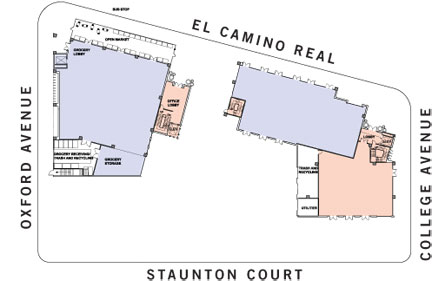 BUS STOP
EL CAMINO REAL
OPEN MARKET
GROCERY
LOBBY
OFFICE
LOBBY
LOBBY
OXFORD AVENUE
COLLEGE AVENUE
GROCERY RECEIVING/
TRASH AND RECYCLING
GROCERY
STORAGE
TRASH AND
RECYCLING
UTILITIES
STAUNTON COURT